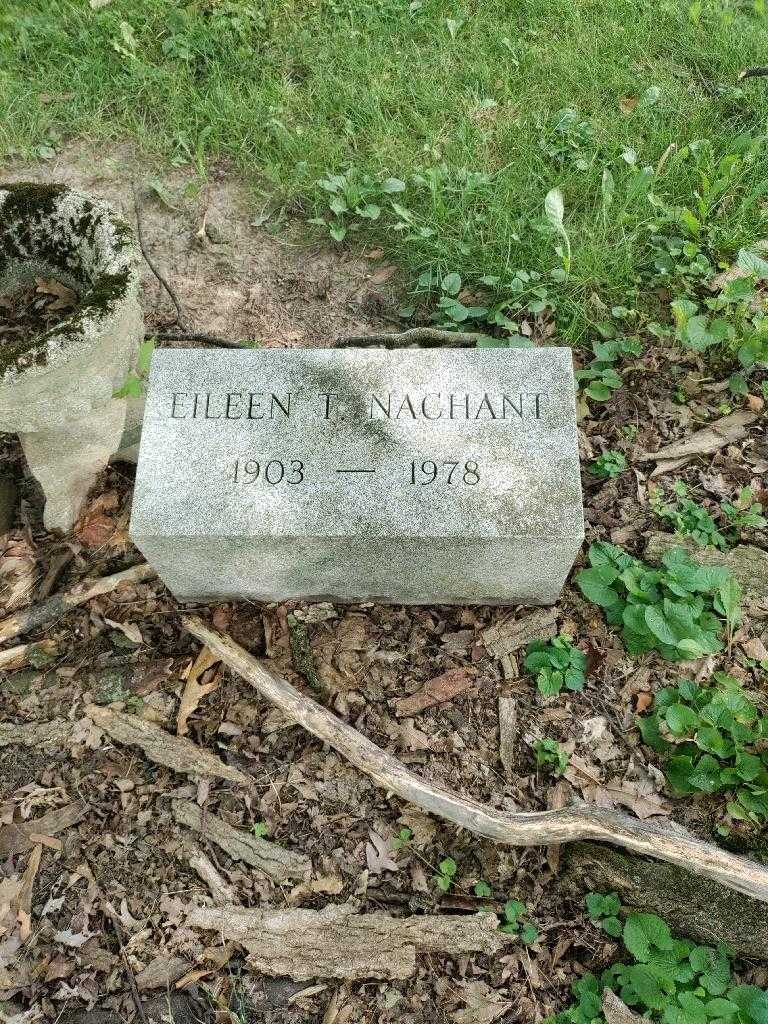 EILEEN T. NACHANT
1903 — 1978